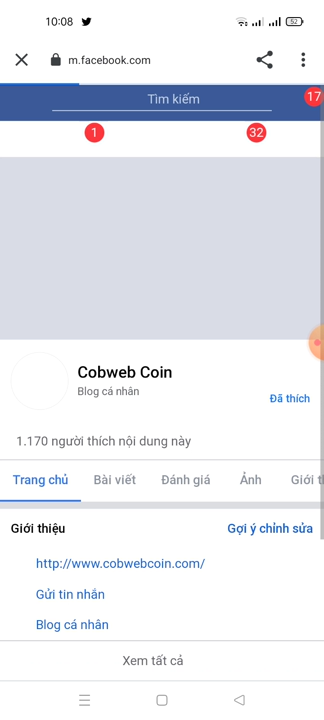 10:08
52
m.facebook.com
Tìm kiếm
17
1
32
Cobweb Coin
Blog cá nhân
Đã thích
1.170 người thích nội dung này
Trang chủ Bài viết Đánh giá Ảnh Giới th
Giới thiệu Gợi ý chỉnh sửa
http://www.cobwebcoin.com/
Gửi tin nhắn
Blog cá nhân
Xem tất cả